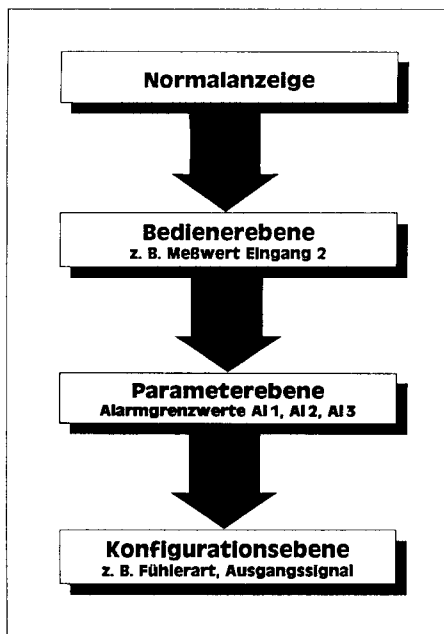 Normalanzeige
Bedienerebene
z. B. Meßwert Eingang 2
Parameterebene
Alarmgrenzwerte Al 1, Al 2, Al 3
Konfigurationsebene
z. B. Fühlerart, Ausgangssignal